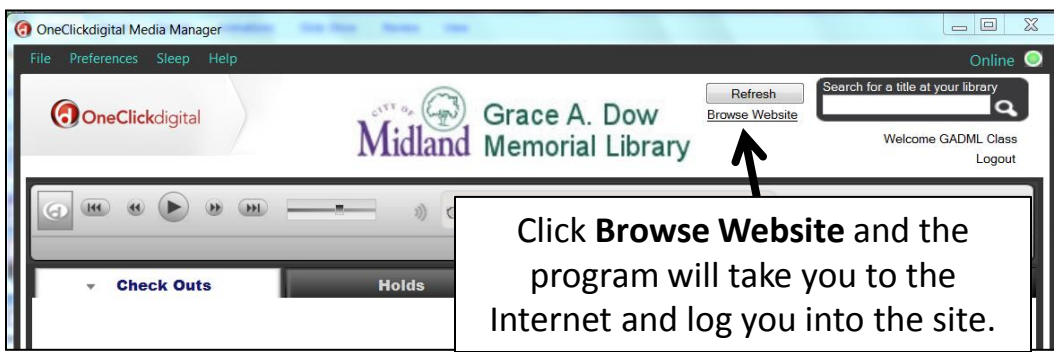 OneClickdigital Media Manager
File Preferences Sleep Help
Online
OneClickdigital
CITY OF
Midland
Grace A. Dow
Memorial Library
Refresh
Browse Website
Search for a title at your library
Welcome GADML Class
Logout
Check Outs
Holds
Click Browse Website and the
program will take you to the
Internet and log you into the site.